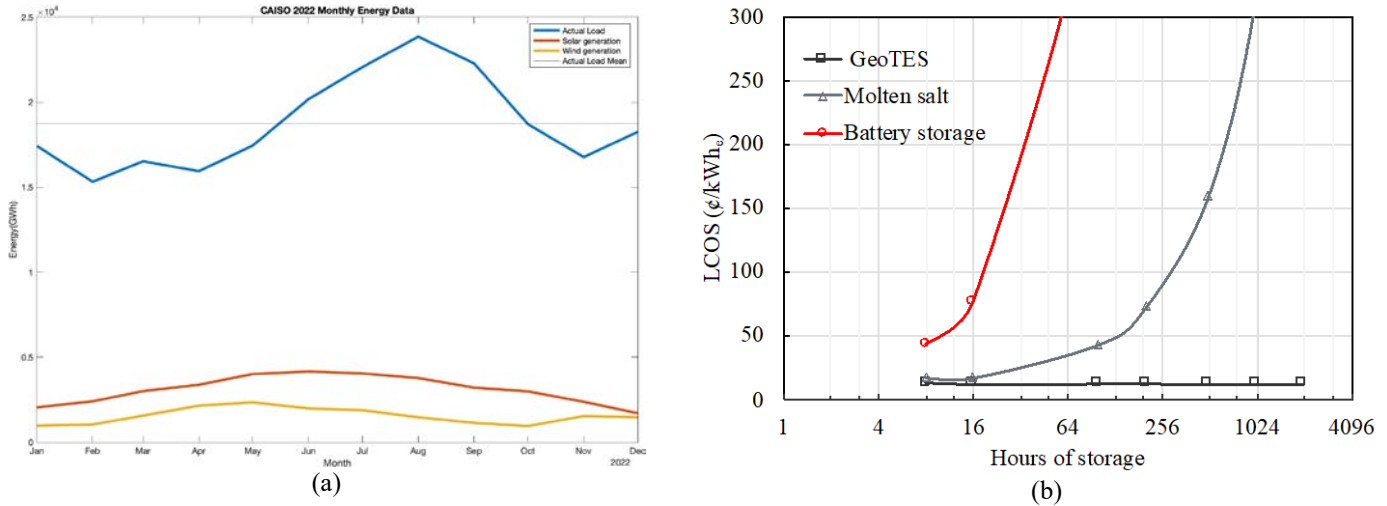 CAISO 2022 Monthly Energy Data
2.5
×10⁴
2
1.5
1
0.5
0
Energy(GWh)
Actual Load
Solar generation
Wind generation
Actual Load Mean
Jan Feb Mar Apr May Jun Jul Aug Sep Oct Nov Dec
Month
2022
(a)
300
250
200
150
100
50
0
LCOS (¢/kWhₑ)
GeoTES
Molten salt
Battery storage
1 4 16 64 256 1024 4096
Hours of storage
(b)